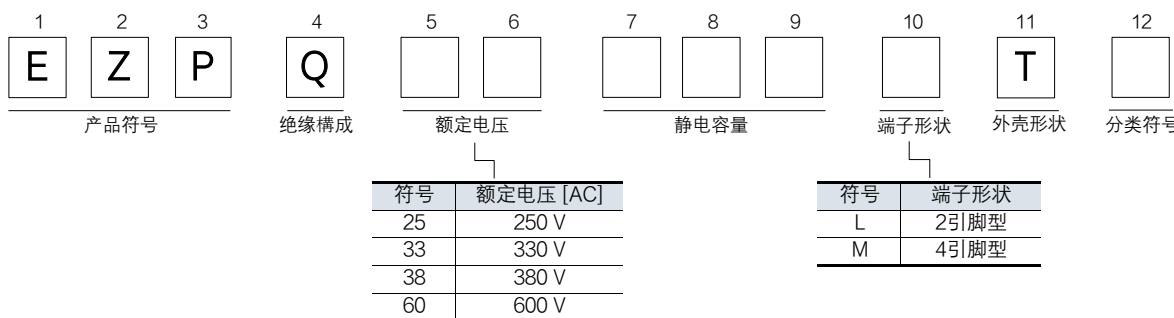 1 2 3 4 5 6 7 8 9 10 11 12
E Z P Q T
产品符号 绝缘構成 额定电压 静电容量 端子形状 外壳形状 分类符号
符号 额定电压 [AC] 符号 端子形状
25 250 V L 2引脚型
33 330 V M 4引脚型
38 380 V
60 600 V